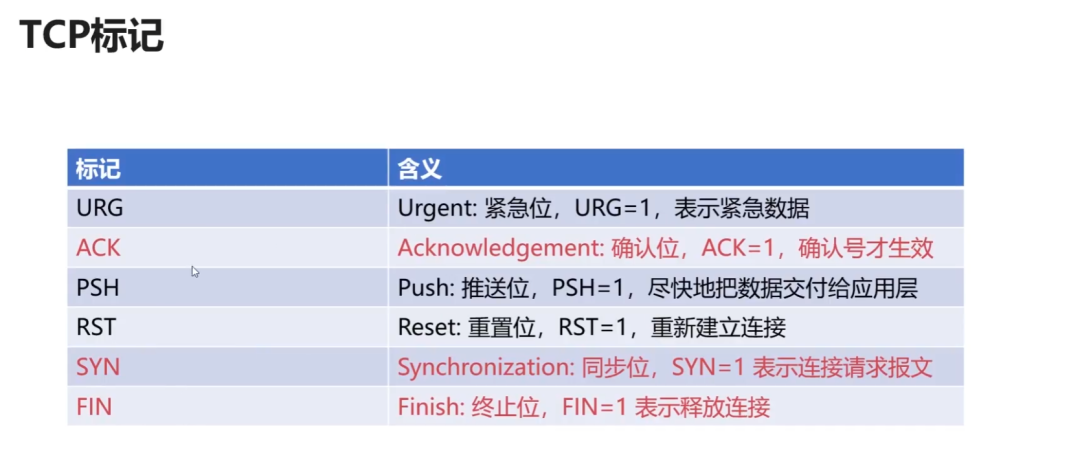 TCP标记
标记 含义
URG Urgent: 紧急位，URG=1，表示紧急数据
ACK Acknowledgement: 确认位，ACK=1，确认号才生效
PSH Push: 推送位，PSH=1，尽快地把数据交付给应用层
RST Reset: 重置位，RST=1，重新建立连接
SYN Synchronization: 同步位，SYN=1 表示连接请求报文
FIN Finish: 终止位，FIN=1 表示释放连接